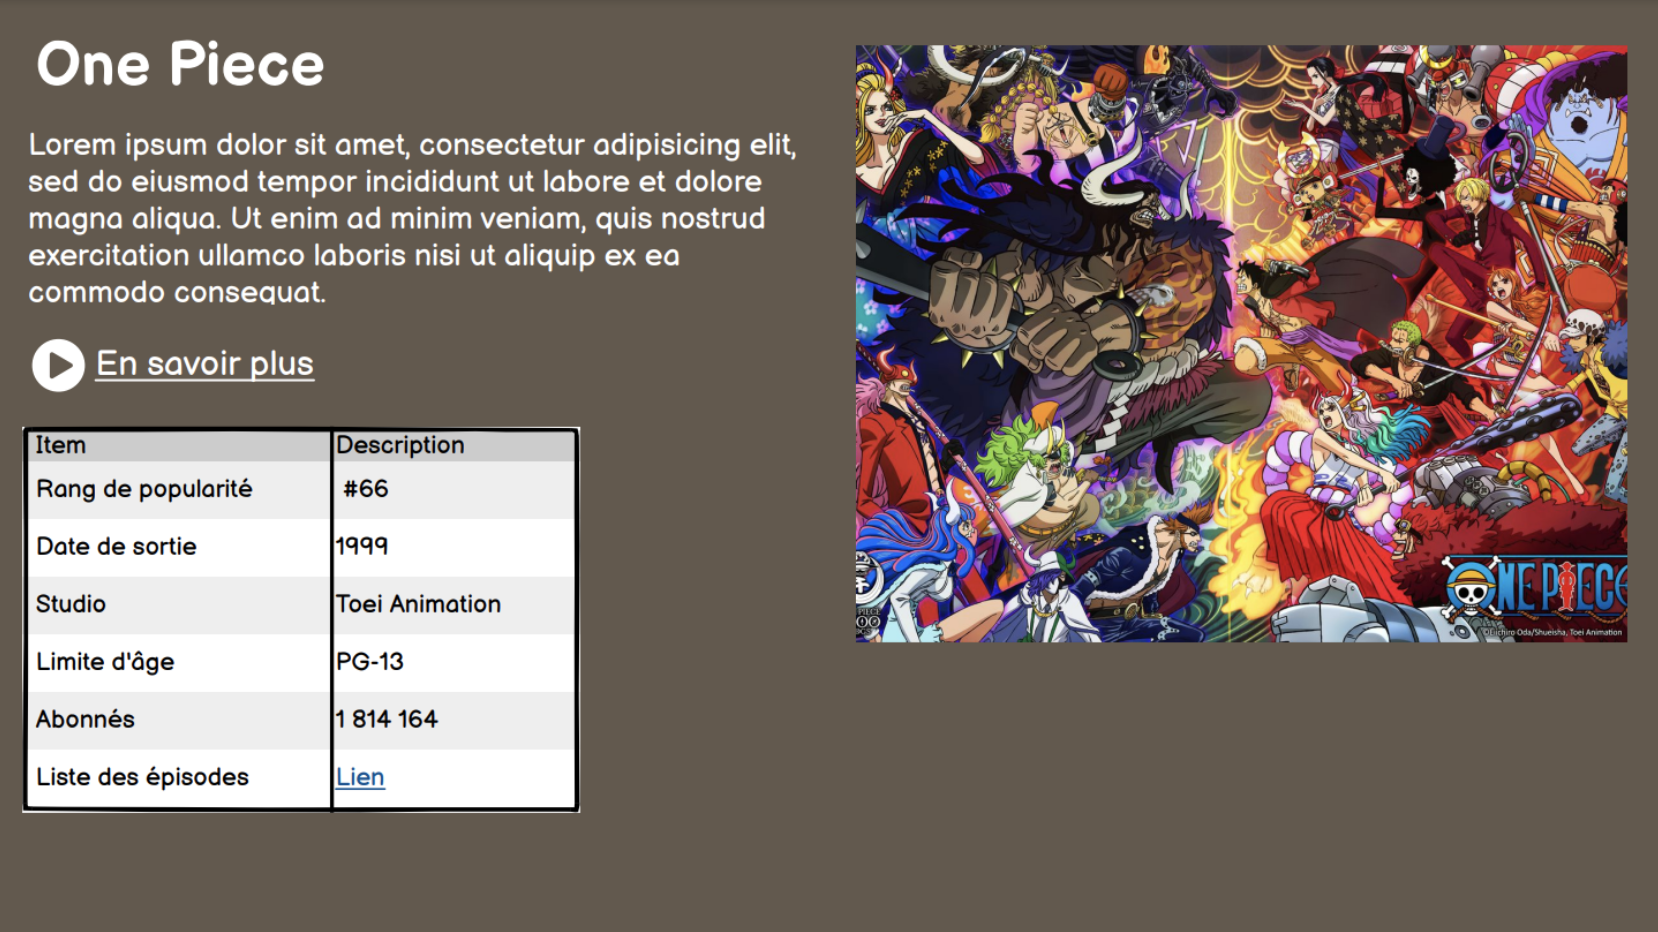 One Piece
Lorem ipsum dolor sit amet, consectetur adipisicing elit,
sed do eiusmod tempor incididunt ut labore et dolore
magna aliqua. Ut enim ad minim veniam, quis nostrud
exercitation ullamco laboris nisi ut aliquip ex ea
commodo consequat.
En savoir plus
Item Description
Rang de popularité #66
Date de sortie 1999
Studio Toei Animation
Limite d'âge PG-13
Abonnés 1 814 164
Liste des épisodes Lien
ONE PIECE
©Eiichiro Oda/Shueisha, Toei Animation